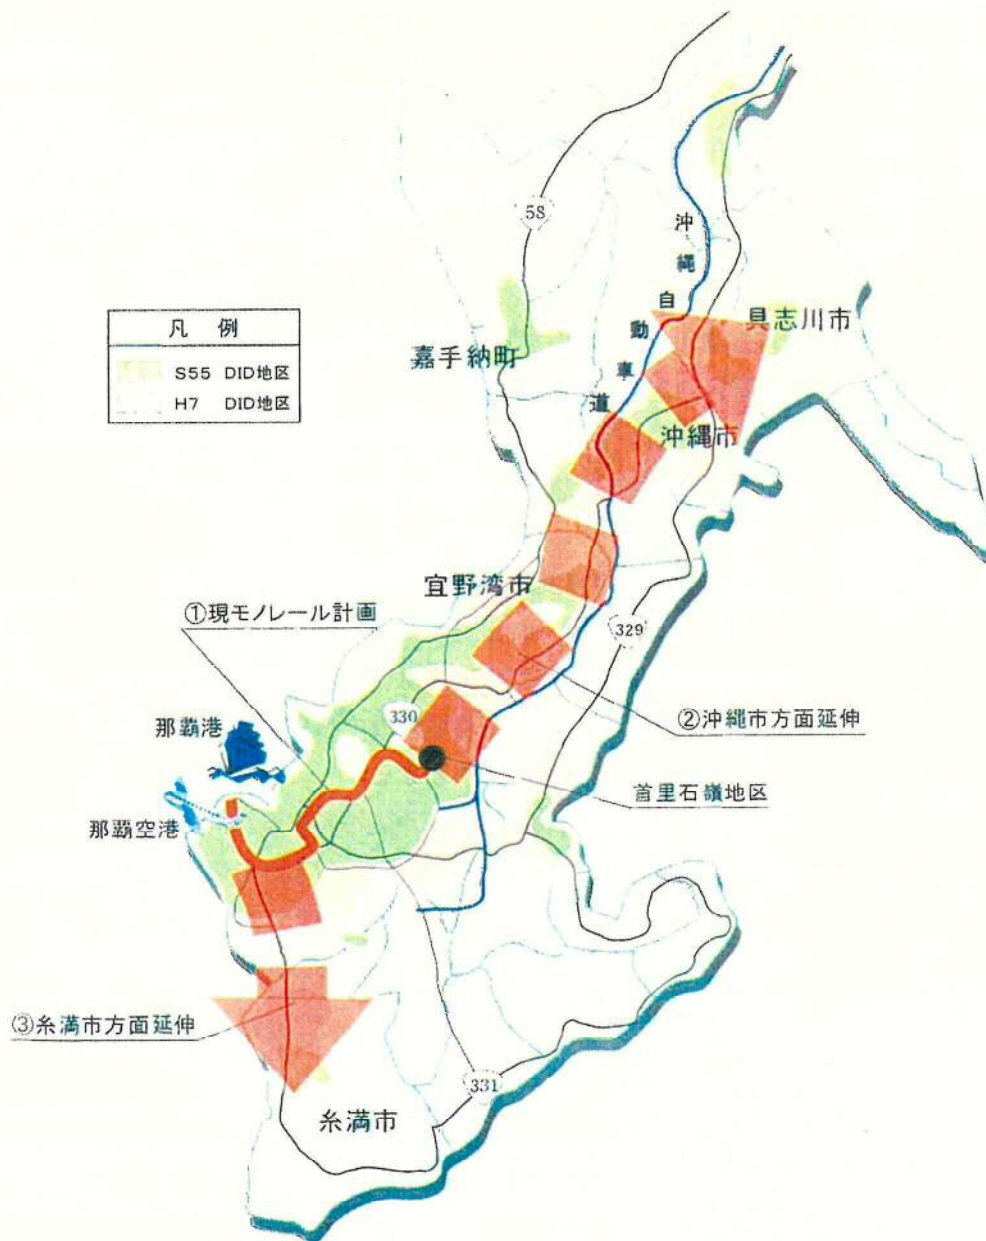 58
沖縄自動車道
凡 例
S55 DID地区
H7 DID地区
嘉手納町
具志川市
沖縄市
宜野湾市
①現モノレール計画
329
330
②沖縄市方面延伸
那覇港
首里石嶺地区
那覇空港
③糸満市方面延伸
331
糸満市